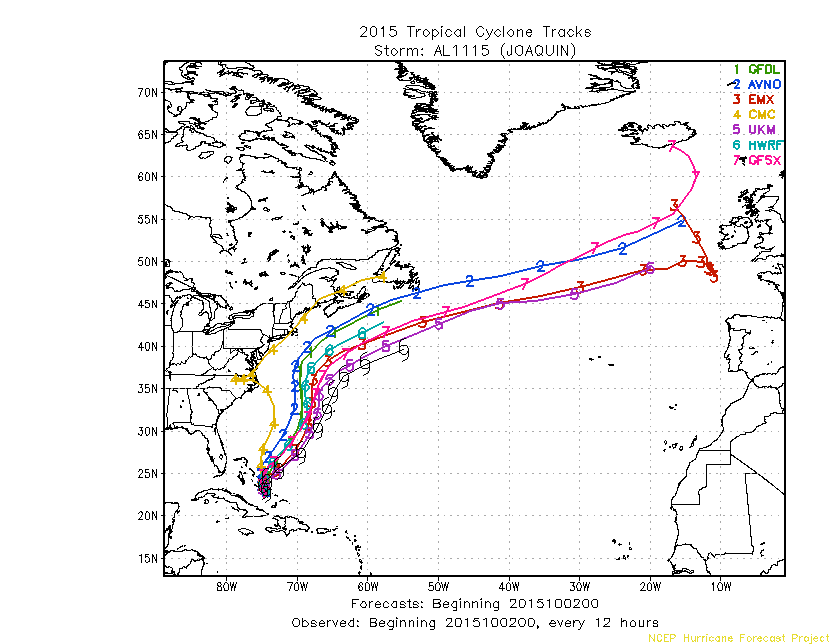 2015 Tropical Cyclone Tracks
Storm: AL1115 (JOAQUIN)
1 GFDL
2 AVNO
3 EMX
4 CMC
5 UKM
6 HWRF
7 GFSX
70N
65N
60N
55N
50N
45N
40N
35N
30N
25N
20N
15N
80W 70W 60W 50W 40W 30W 20W 10W
Forecasts: Beginning 2015100200
Observed: Beginning 2015100200, every 12 hours
NCEP Hurricane Forecast Project